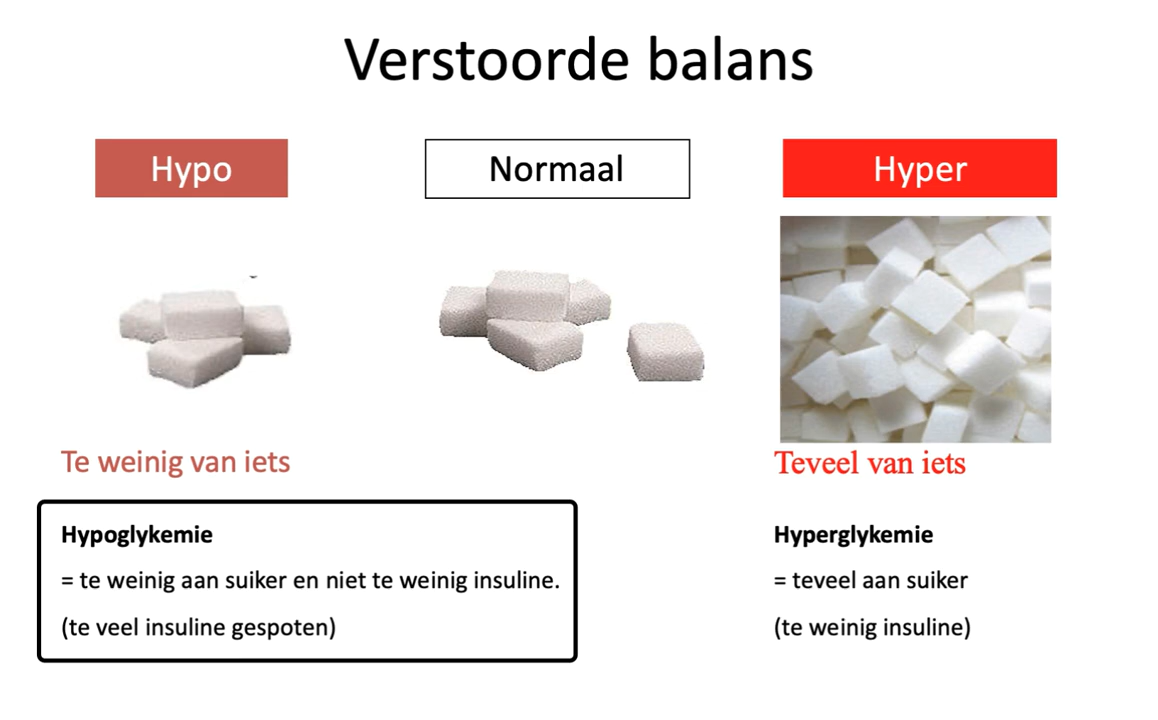 Verstoorde balans
Hypo
Normaal
Hyper
Te weinig van iets
Teveel van iets
Hypoglykemie
= te weinig aan suiker en niet te weinig insuline.
(te veel insuline gespoten)
Hyperglykemie
= teveel aan suiker
(te weinig insuline)